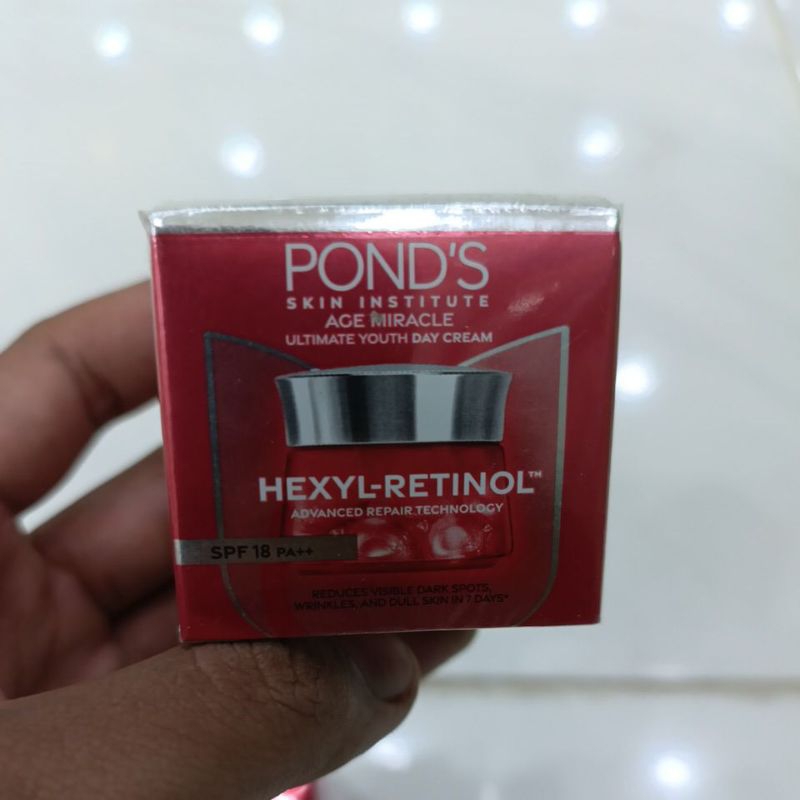 POND'S
SKIN INSTITUTE
AGE MIRACLE
ULTIMATE YOUTH DAY CREAM
HEXYL-RETINOL™
ADVANCED REPAIR TECHNOLOGY
SPF 18 PA++
REDUCES VISIBLE DARK SPOTS,
WRINKLES, AND DULL SKIN IN 7 DAYS*